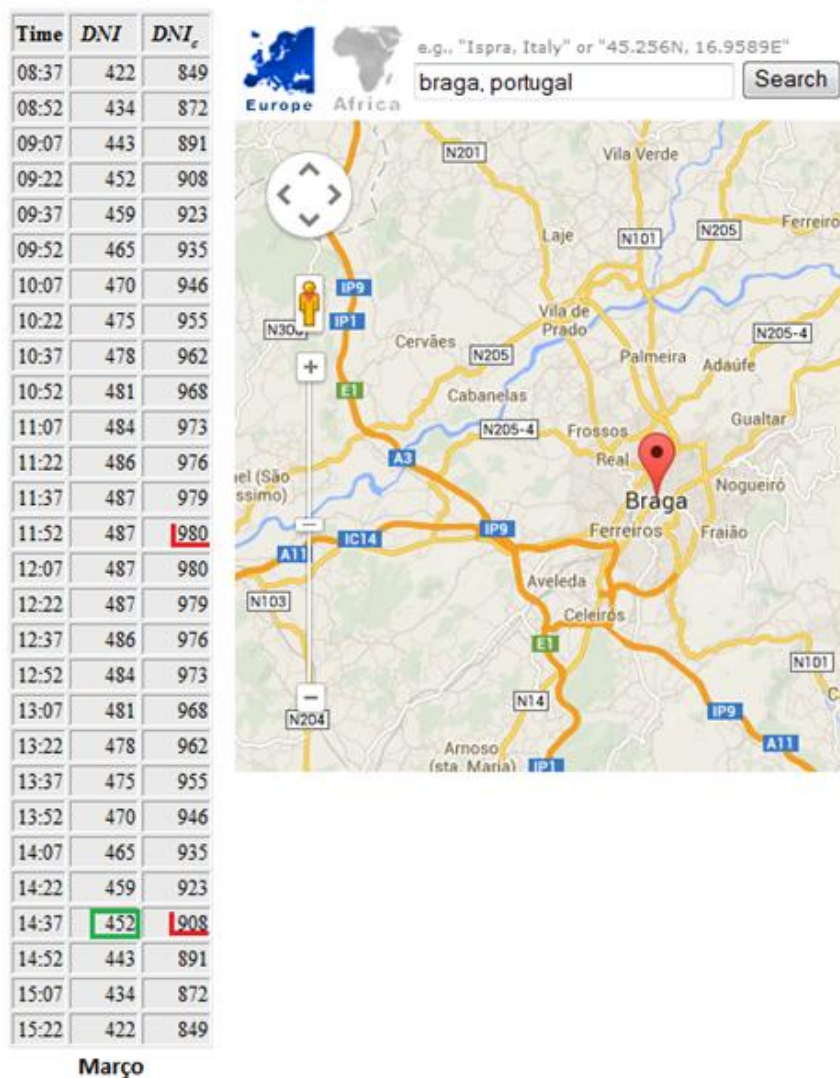 Time DNI DNIc
08:37 422 849
08:52 434 872
09:07 443 891
09:22 452 908
09:37 459 923
09:52 465 935
10:07 470 946
10:22 475 955
10:37 478 962
10:52 481 968
11:07 484 973
11:22 486 976
11:37 487 979
11:52 487 980
12:07 487 980
12:22 487 979
12:37 486 976
12:52 484 973
13:07 481 968
13:22 478 962
13:37 475 955
13:52 470 946
14:07 465 935
14:22 459 923
14:37 452 908
14:52 443 891
15:07 434 872
15:22 422 849
Março
Europe
Africa
e.g., "Ispra, Italy" or "45.256N, 16.9589E"
braga, portugal
Search
N201
Vila Verde
N205
Ferreiro
Laje
N101
IP9
Vila de
Prado
IP1
N205-4
Cervães
N205
Palmeira
Adaúfe
E1
Cabanelas
Gualtar
N205-4
Frossos
A3
Real
el (São
ssimo)
Nogueiró
Braga
IP9
Ferreiros
Fraião
IC14
A11
Aveleda
N103
Celeirós
E1
N101
N14
IP9
N204
A11
Arnoso
(sta. Maria)
IP1